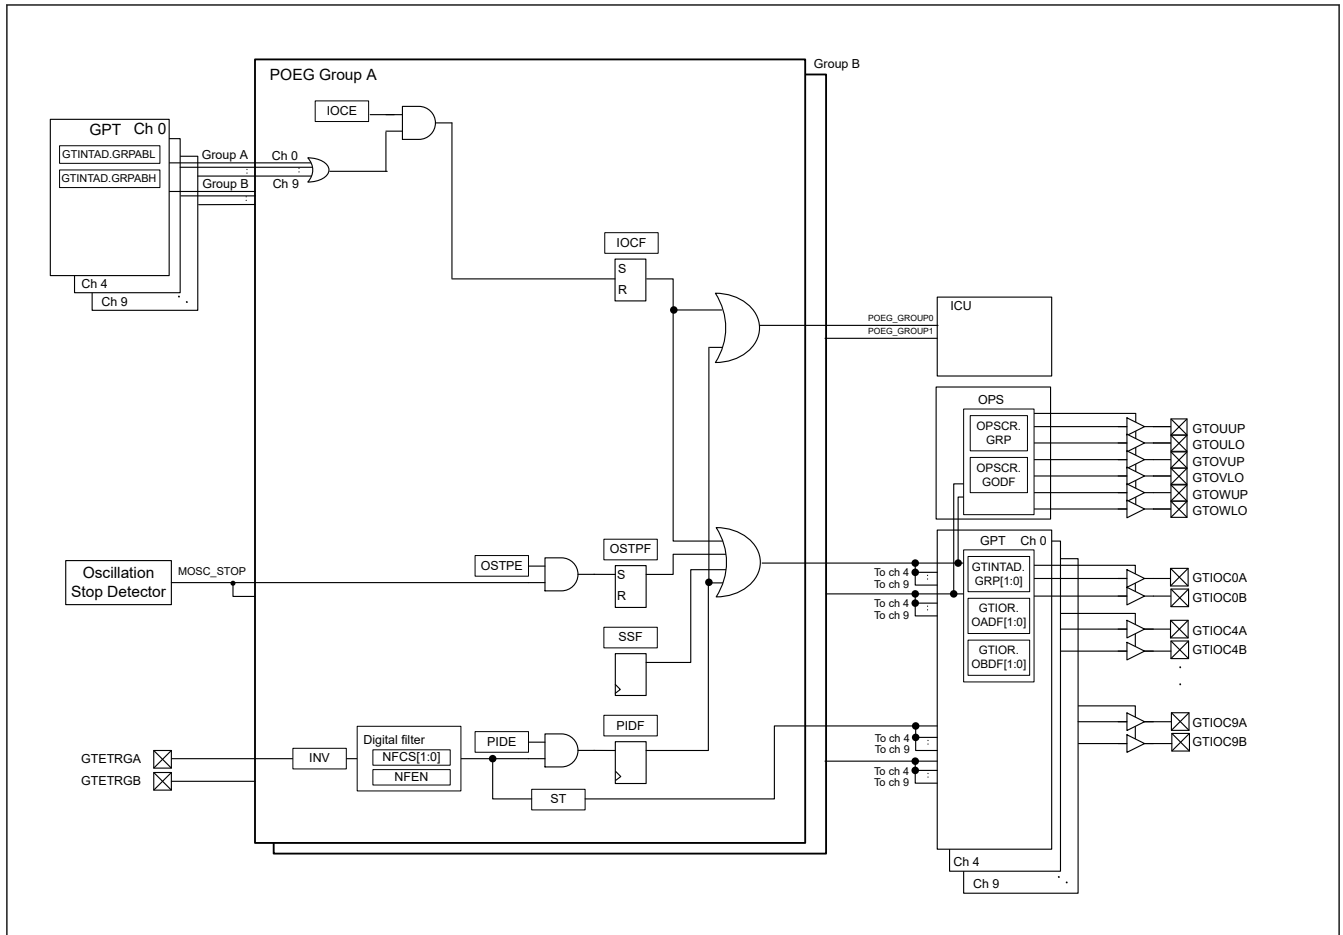 POEG Group A
Group B
IOCE
GPT Ch 0
GTINTAD.GRPABL
GTINTAD.GRPABH
Group A
:
Group B
:
Ch 0
:
Ch 9
Ch 4
Ch 9
. .
IOCF
S
R
POEG_GROUP0
POEG_GROUP1
ICU
OPS
OPSCR.
GRP
OPSCR.
GODF
GTOUUP
GTOULO
GTOVUP
GTOVLO
GTOWUP
GTOWLO
Oscillation
Stop Detector
MOSC_STOP
OSTPE
OSTPF
S
R
To ch 4
:
To ch 9
To ch 4
:
To ch 9
GPT Ch 0
GTINTAD.
GRP[1:0]
GTIOR.
OADF[1:0]
GTIOR.
OBDF[1:0]
GTIOC0A
GTIOC0B
GTIOC4A
GTIOC4B
.
.
GTIOC9A
GTIOC9B
SSF
GTETRGA
GTETRGB
INV
Digital filter
NFCS[1:0]
NFEN
PIDE
PIDF
ST
To ch 4
:
To ch 9
To ch 4
:
To ch 9
Ch 4
Ch 9
. .